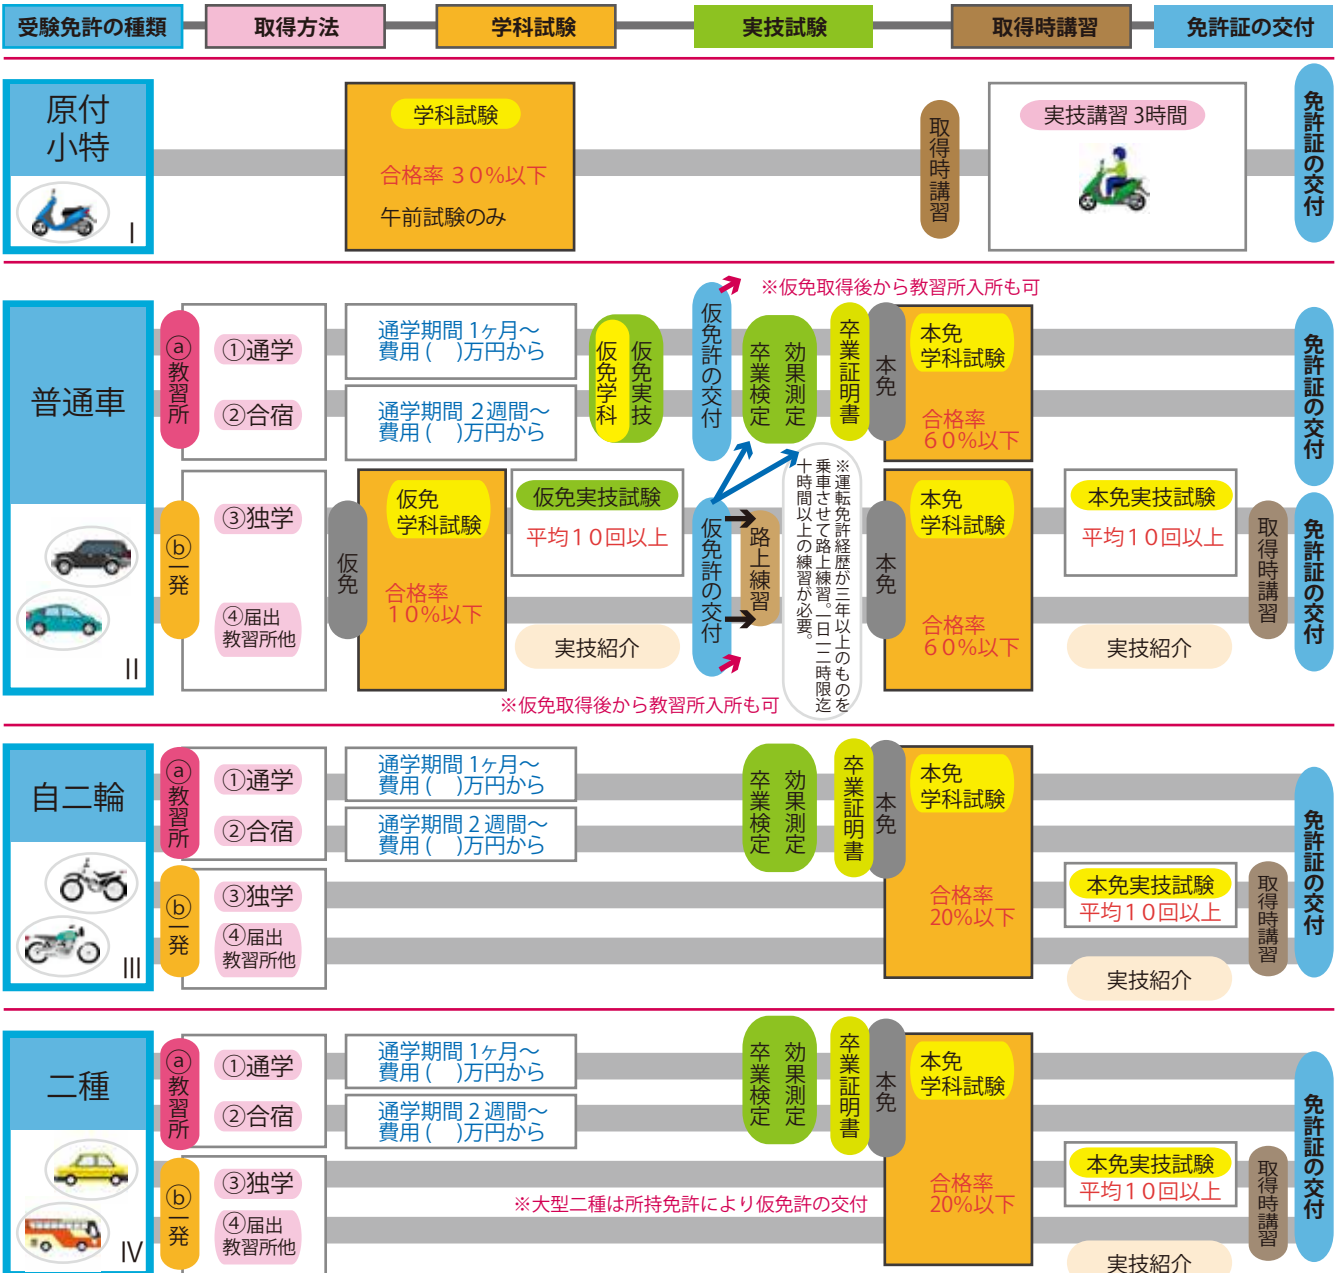 受験免許の種類
取得方法
学科試験
実技試験
取得時講習
免許証の交付
原付
小特
I
学科試験
合格率 30%以下
午前試験のみ
取得時講習
実技講習 3時間
免許証の交付
普通車
II
ⓐ教習所
①通学
②合宿
通学期間 1ヶ月〜
費用( )万円から
通学期間 2週間〜
費用( )万円から
仮免学科
仮免実技
仮免許の交付
※仮免取得後から教習所入所も可
卒業検定
効果測定
卒業証明書
本免
本免
学科試験
合格率
60%以下
免許証の交付
ⓑ一発
③独学
④届出
教習所他
仮免
仮免
学科試験
合格率
10%以下
仮免実技試験
平均10回以上
実技紹介
仮免許の交付
※仮免取得後から教習所入所も可
路上練習
※運転免許経歴が三年以上のものを
乗車させて路上練習。一日一二時限迄
十時間以上の練習が必要。
本免
本免
学科試験
合格率
60%以下
本免実技試験
平均10回以上
実技紹介
取得時講習
免許証の交付
自二輪
III
ⓐ教習所
①通学
②合宿
通学期間 1ヶ月〜
費用( )万円から
通学期間 2 週間〜
費用( )万円から
卒業検定
効果測定
卒業証明書
本免
本免
学科試験
合格率
20%以下
ⓑ一発
③独学
④届出
教習所他
本免実技試験
平均10回以上
実技紹介
取得時講習
免許証の交付
二種
IV
ⓐ教習所
①通学
②合宿
通学期間 1ヶ月〜
費用( )万円から
通学期間 2 週間〜
費用( )万円から
卒業検定
効果測定
卒業証明書
本免
本免
学科試験
合格率
20%以下
ⓑ一発
③独学
④届出
教習所他
※大型二種は所持免許により仮免許の交付
本免実技試験
平均10回以上
実技紹介
取得時講習
免許証の交付